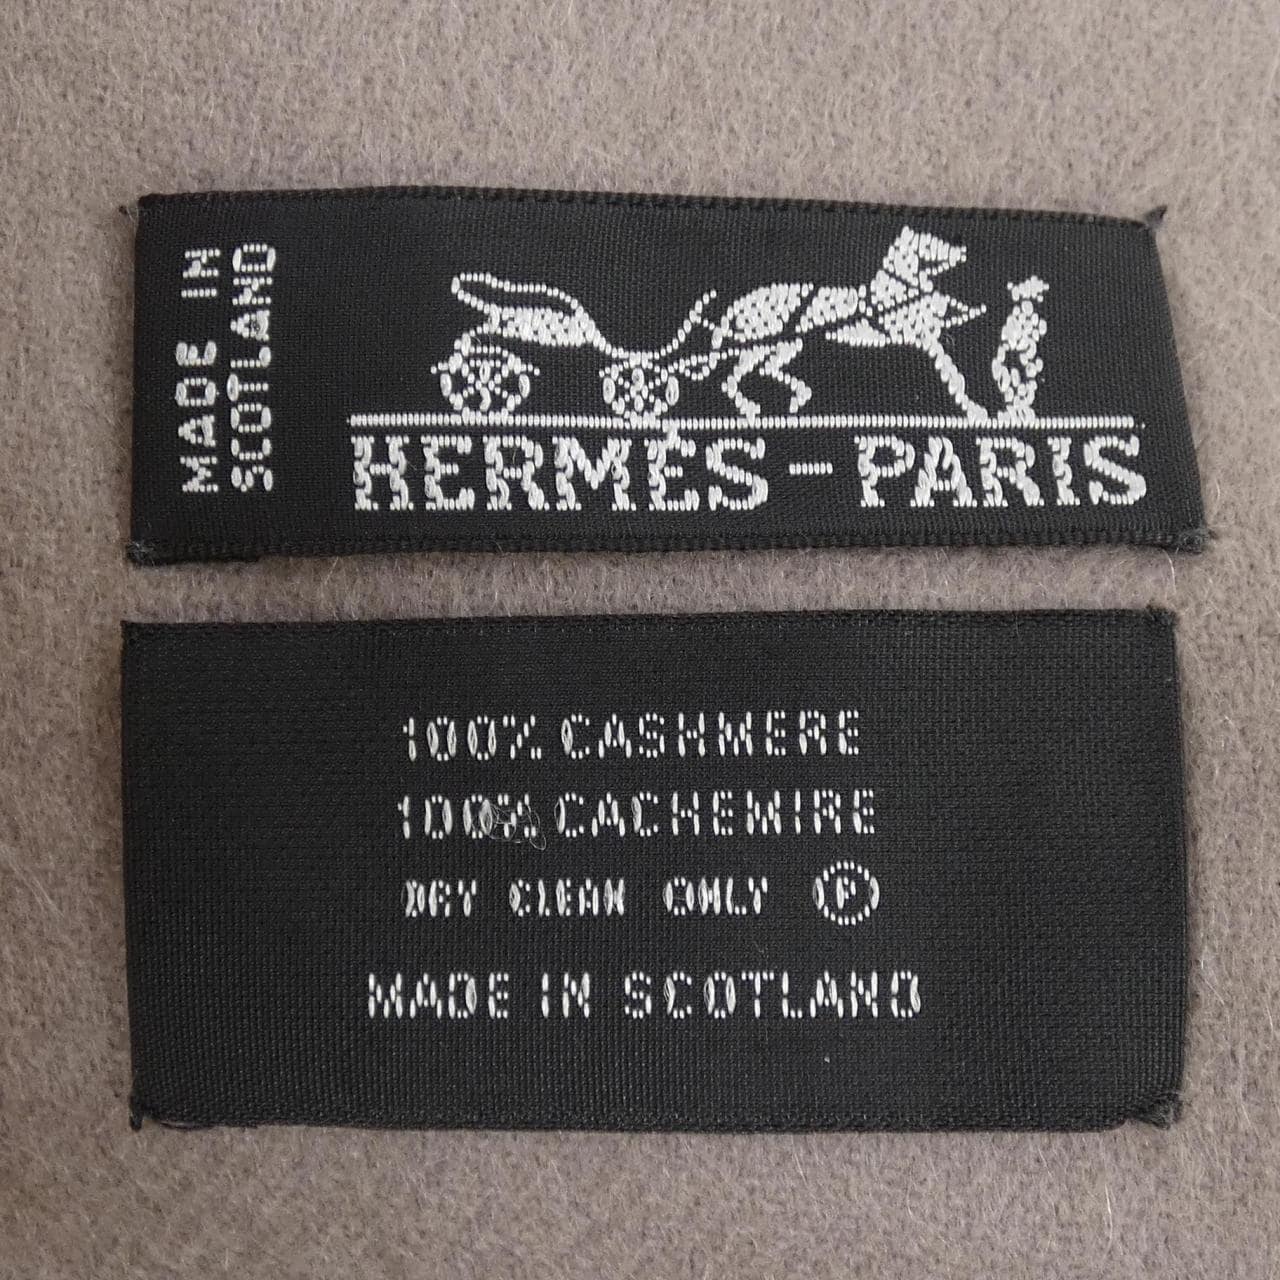 MADE IN
SCOTLAND
HERMES-PARIS
100% CASHMERE
100% CACHEMIRE
DRY CLEAN ONLY Ⓟ
MADE IN SCOTLAND